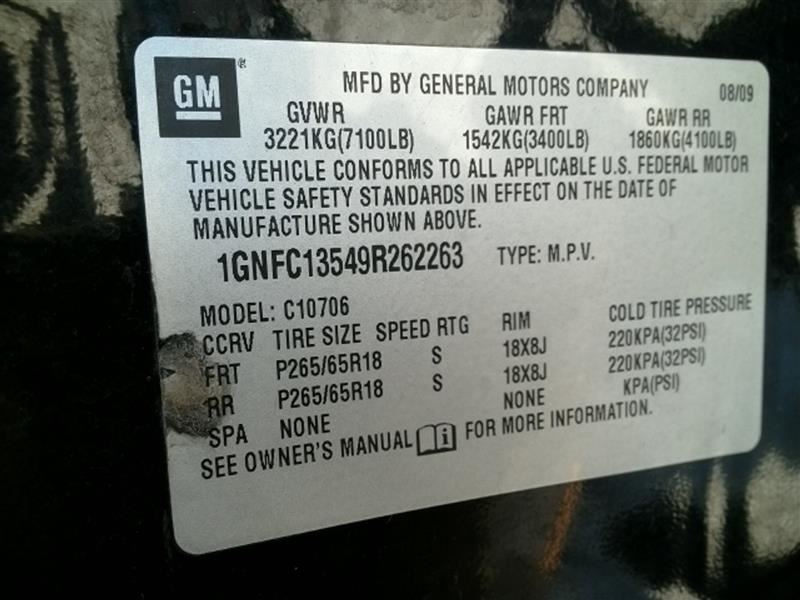 GM ®
MFD BY GENERAL MOTORS COMPANY 08/09
GVWR GAWR FRT GAWR RR
3221KG(7100LB) 1542KG(3400LB) 1860KG(4100LB)
THIS VEHICLE CONFORMS TO ALL APPLICABLE U.S. FEDERAL MOTOR
VEHICLE SAFETY STANDARDS IN EFFECT ON THE DATE OF
MANUFACTURE SHOWN ABOVE.
1GNFC13549R262263 TYPE: M.P.V.
MODEL: C10706
CCRV TIRE SIZE SPEED RTG RIM COLD TIRE PRESSURE
FRT P265/65R18 S 18X8J 220KPA(32PSI)
RR P265/65R18 S 18X8J 220KPA(32PSI)
SPA NONE NONE KPA(PSI)
SEE OWNER'S MANUAL FOR MORE INFORMATION.